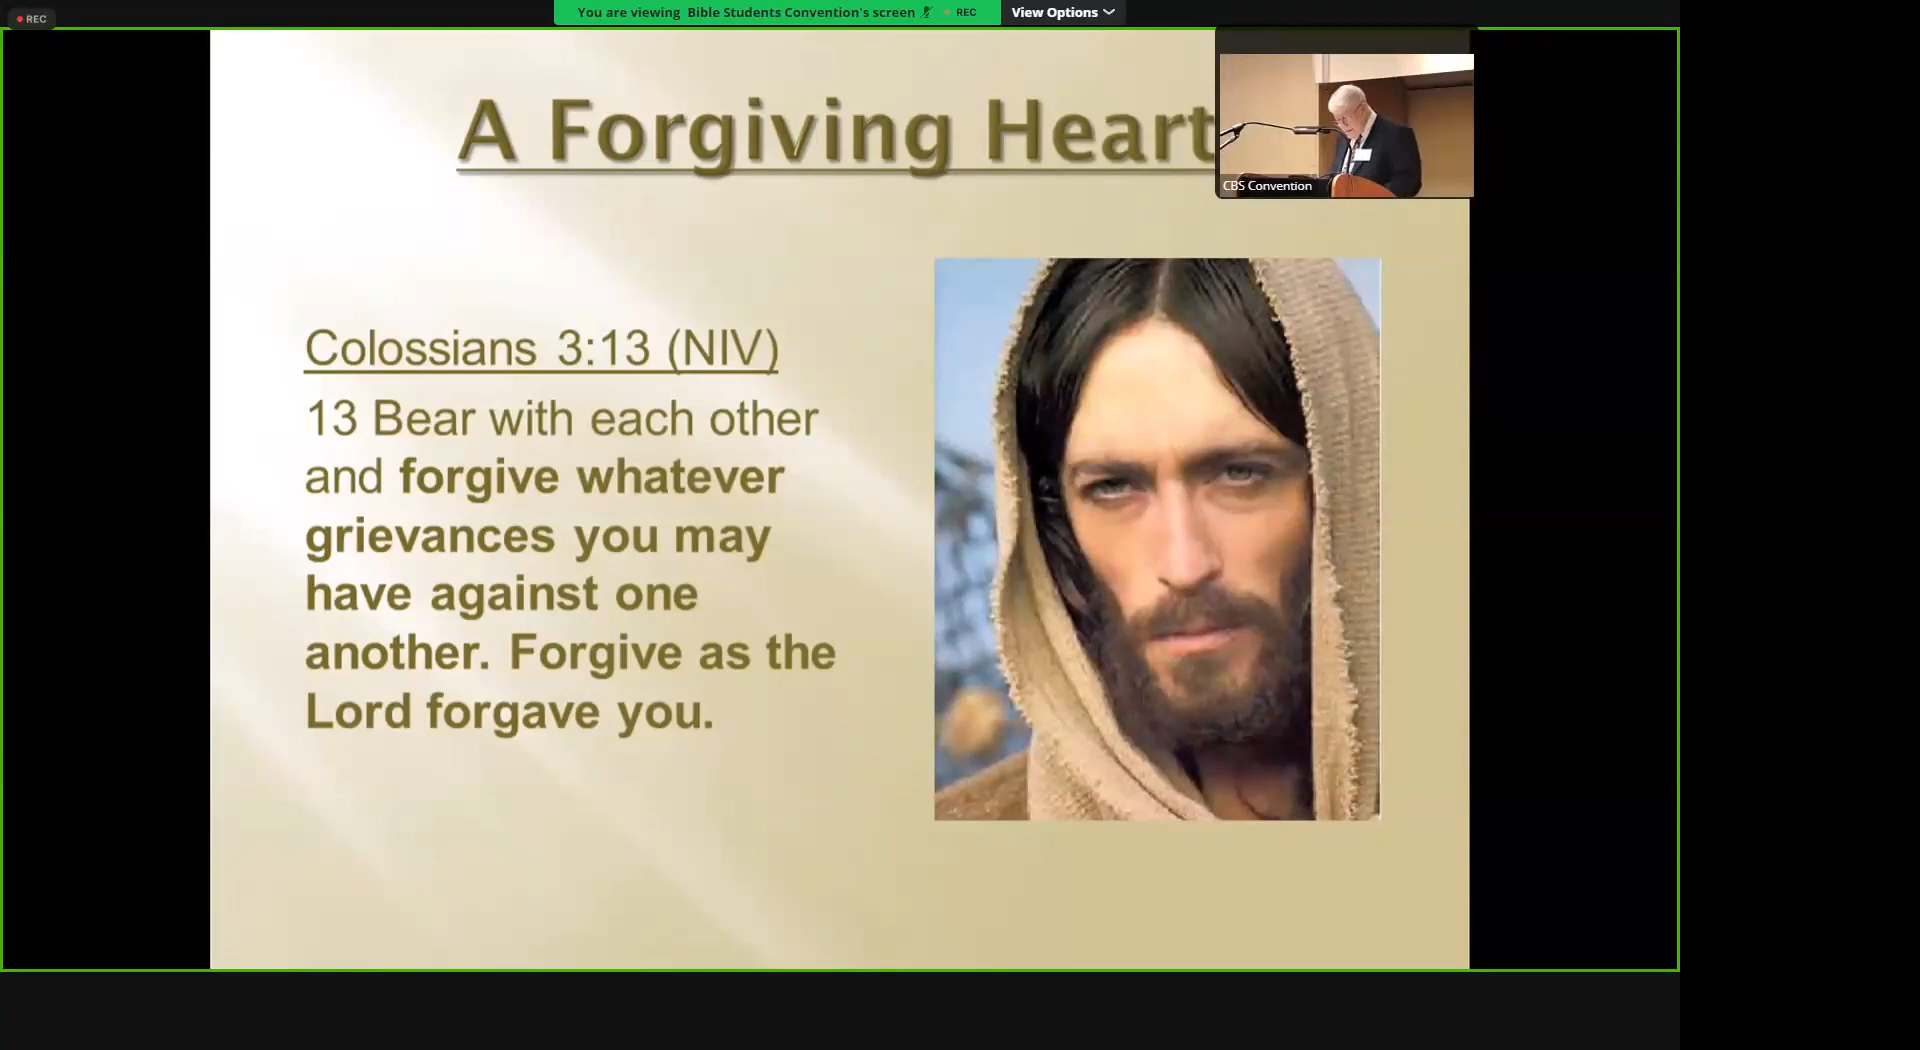 REC
You are viewing Bible Students Convention's screen
REC
View Options
A Forgiving Heart
CBS Convention
Colossians 3:13 (NIV)
13 Bear with each other
and forgive whatever
grievances you may
have against one
another. Forgive as the
Lord forgave you.